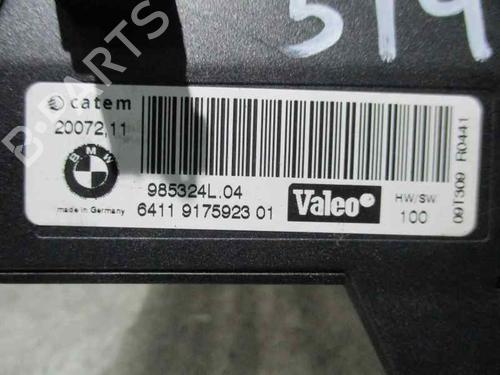 514
catem
20072,11
BMW
made in Germany
985324L.04
6411 9175923 01
Valeo
HW/SW
100
09T309 R0441
B-PARTS